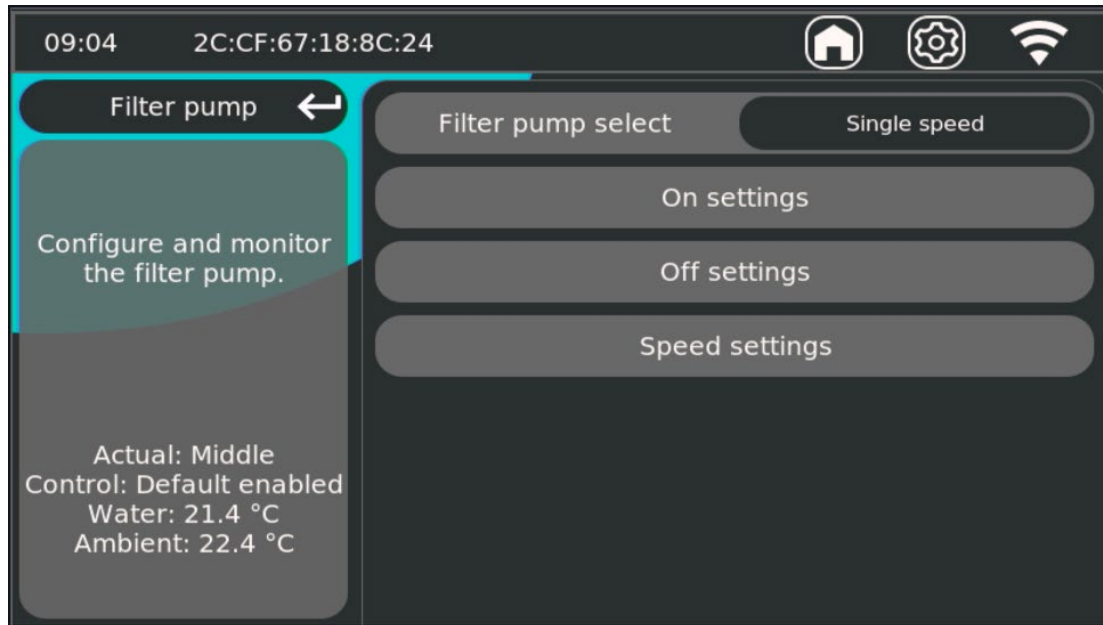 09:04 2C:CF:67:18:8C:24
Filter pump
Configure and monitor
the filter pump.
Actual: Middle
Control: Default enabled
Water: 21.4 °C
Ambient: 22.4 °C
Filter pump select Single speed
On settings
Off settings
Speed settings